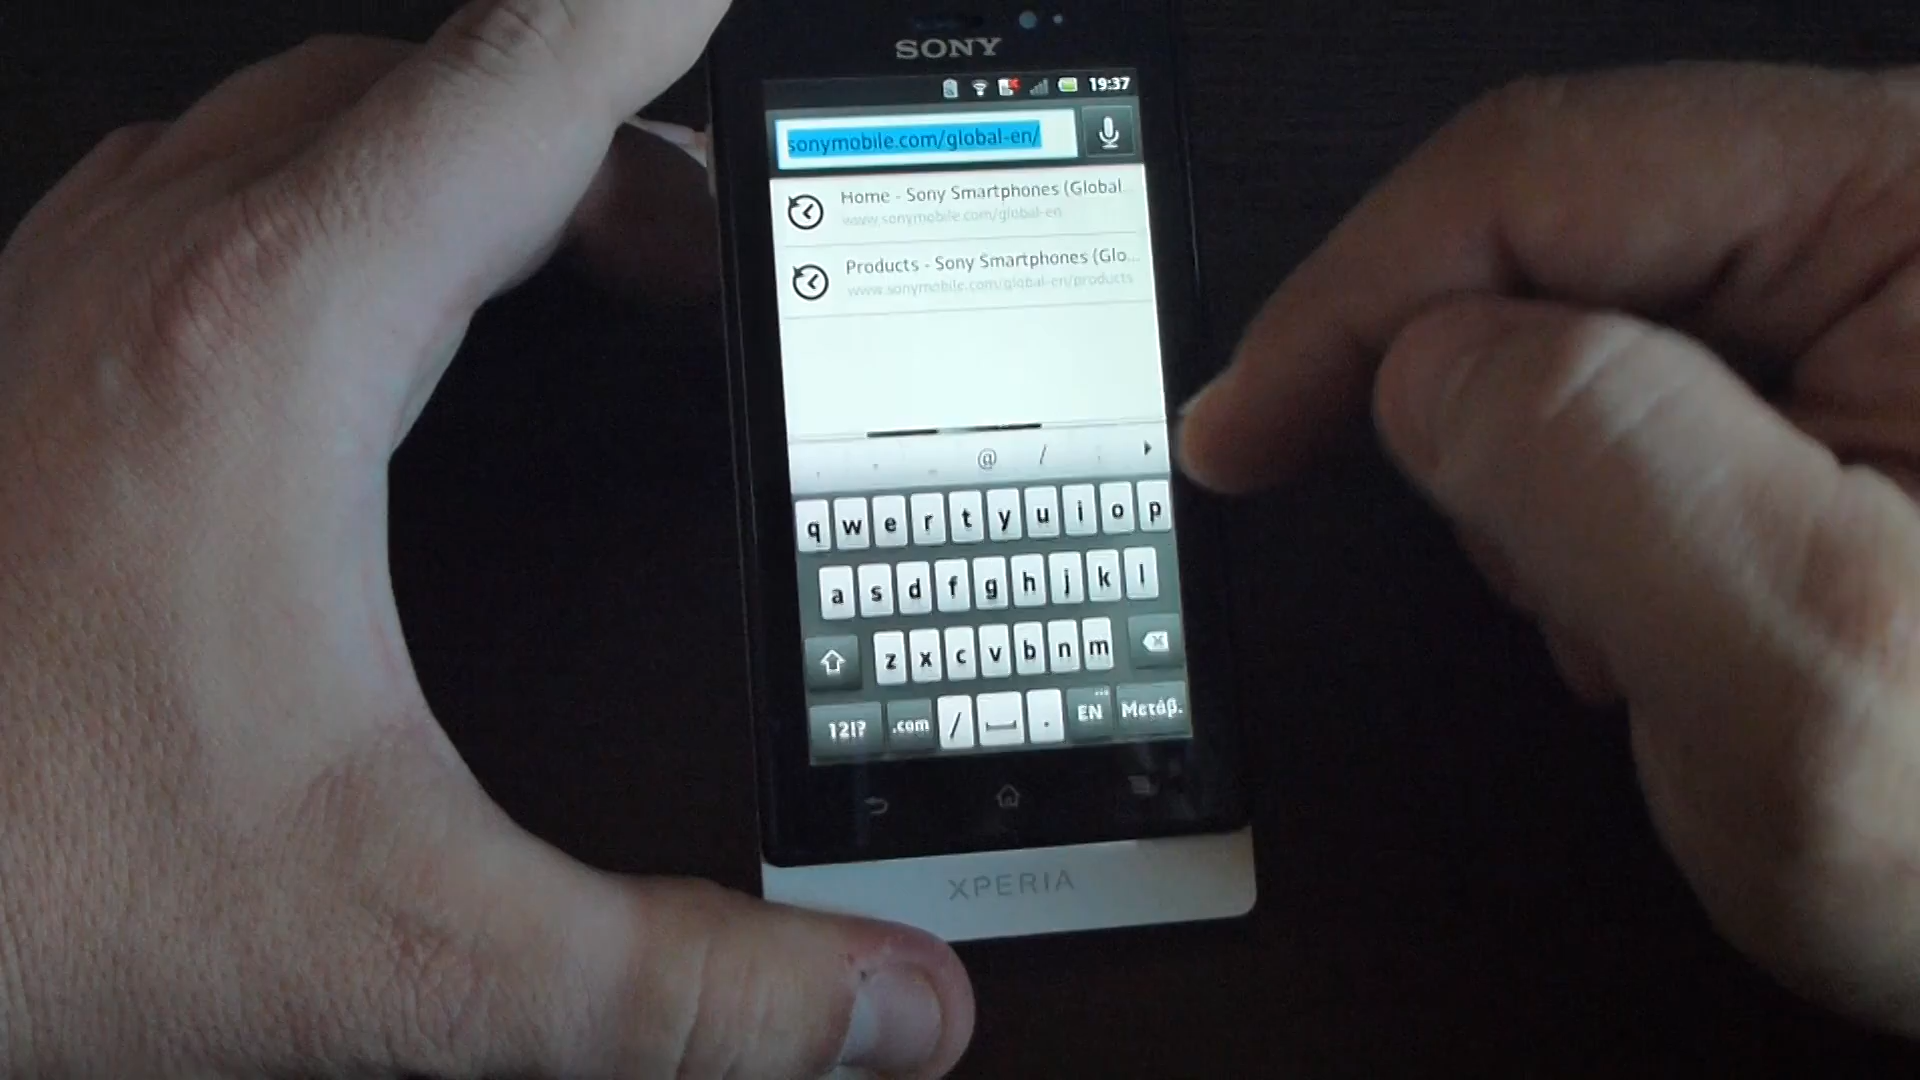 SONY
19:37
sonymobile.com/global-en/
Home - Sony Smartphones (Global
www.sonymobile.com/global-en
Products - Sony Smartphones (Glo...
www.sonymobile.com/global-en/products
@ /
q w e r t y u i o p
a s d f g h j k l
z x c v b n m
12!? .com / . EN Μετάβ.
XPERIA